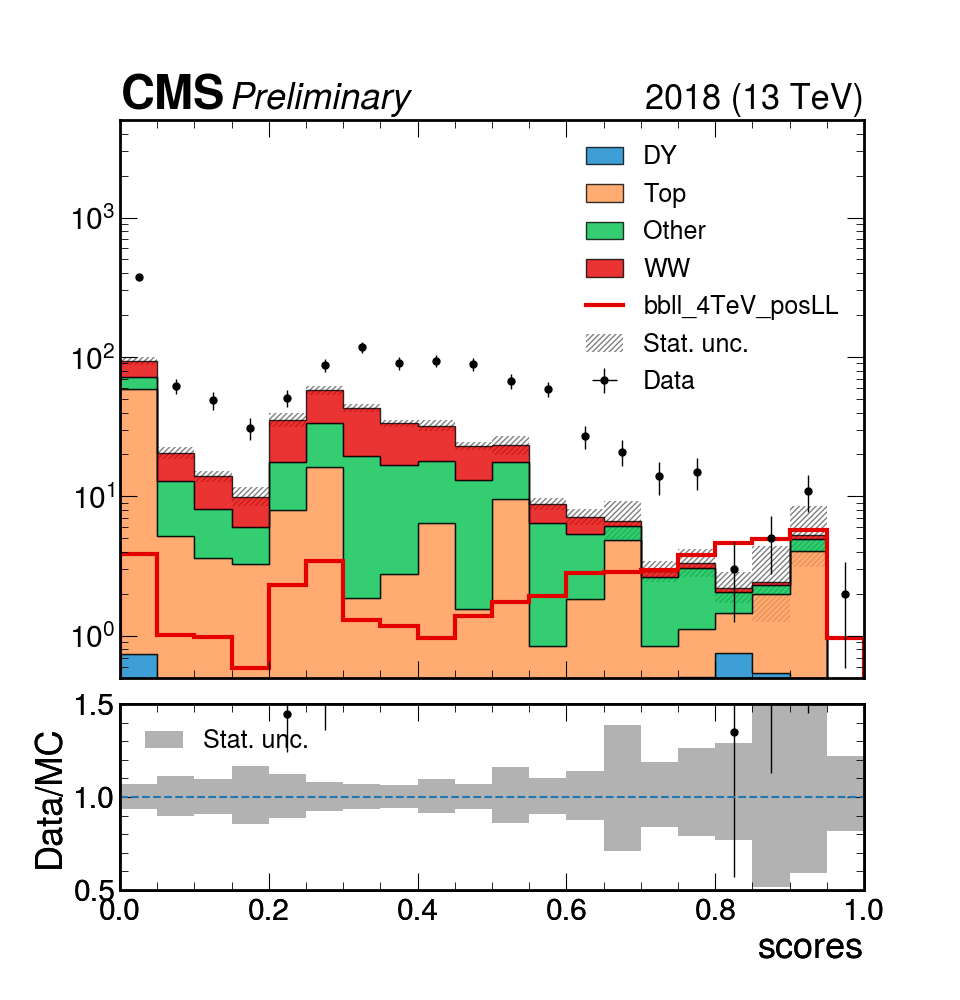 CMS Preliminary 2018 (13 TeV)
DY
Top
Other
WW
bbll_4TeV_posLL
Stat. unc.
Data
10³
10²
10¹
10⁰
1.5
1.0
0.5
Data/MC
Stat. unc.
0.0 0.2 0.4 0.6 0.8 1.0
scores